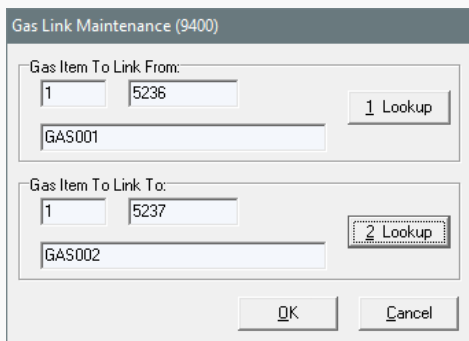 Gas Link Maintenance (9400)
Gas Item To Link From:
1 5236
1 Lookup
GAS001
Gas Item To Link To:
1 5237
2 Lookup
GAS002
OK Cancel